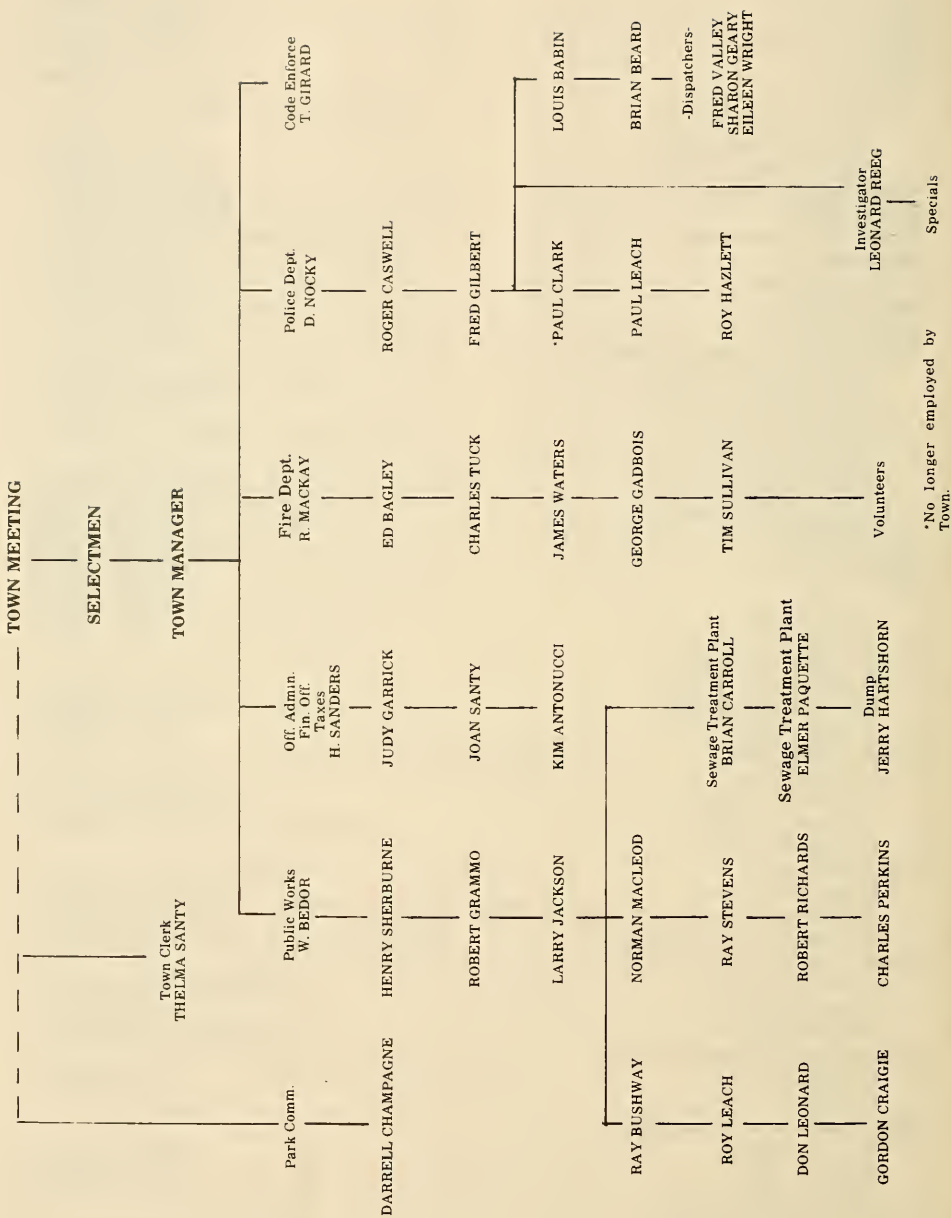 TOWN MEETING
SELECTMEN
TOWN MANAGER
Town Clerk
THELMA SANTY
Park Comm.
DARRELL CHAMPAGNE
Public Works
W. BEDOR
HENRY SHERBURNE
ROBERT GRAMMO
LARRY JACKSON
RAY BUSHWAY
ROY LEACH
DON LEONARD
GORDON CRAIGIE
NORMAN MACLEOD
RAY STEVENS
ROBERT RICHARDS
CHARLES PERKINS
Sewage Treatment Plant
BRIAN CARROLL
Sewage Treatment Plant
ELMER PAQUETTE
Dump
JERRY HARTSHORN
Off. Admin.
Fin. Off.
Taxes
H. SANDERS
JUDY GARRICK
JOAN SANTY
KIM ANTONUCCI
Fire Dept.
R. MACKAY
ED BAGLEY
CHARLES TUCK
JAMES WATERS
GEORGE GADBOIS
TIM SULLIVAN
Volunteers
Police Dept.
D. NOCKY
ROGER CASWELL
FRED GILBERT
*PAUL CLARK
PAUL LEACH
ROY HAZLETT
Investigator
LEONARD REEG
Specials
LOUIS BABIN
BRIAN BEARD
-Dispatchers-
FRED VALLEY
SHARON GEARY
EILEEN WRIGHT
Code Enforce
T. GIRARD
*No longer employed by
Town.